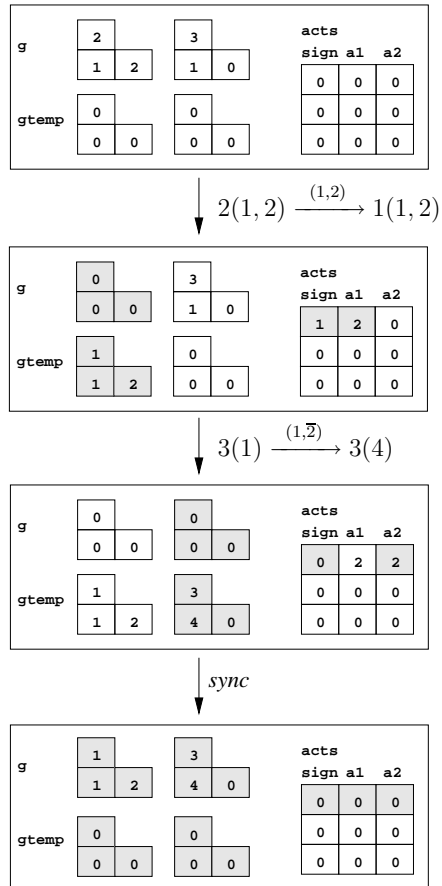 acts
g 2 3 sign a1 a2
1 2 1 0 0 0 0
gtemp 0 0 0 0 0
0 0 0 0 0 0 0
2(1, 2) (1,2) 1(1, 2)
acts
g 0 3 sign a1 a2
0 0 1 0 1 2 0
gtemp 1 0 0 0 0
1 2 0 0 0 0 0
3(1) (1,2̅) 3(4)
acts
g 0 0 sign a1 a2
0 0 0 0 0 2 2
gtemp 1 3 0 0 0
1 2 4 0 0 0 0
sync
acts
g 1 3 sign a1 a2
1 2 4 0 0 0 0
gtemp 0 0 0 0 0
0 0 0 0 0 0 0